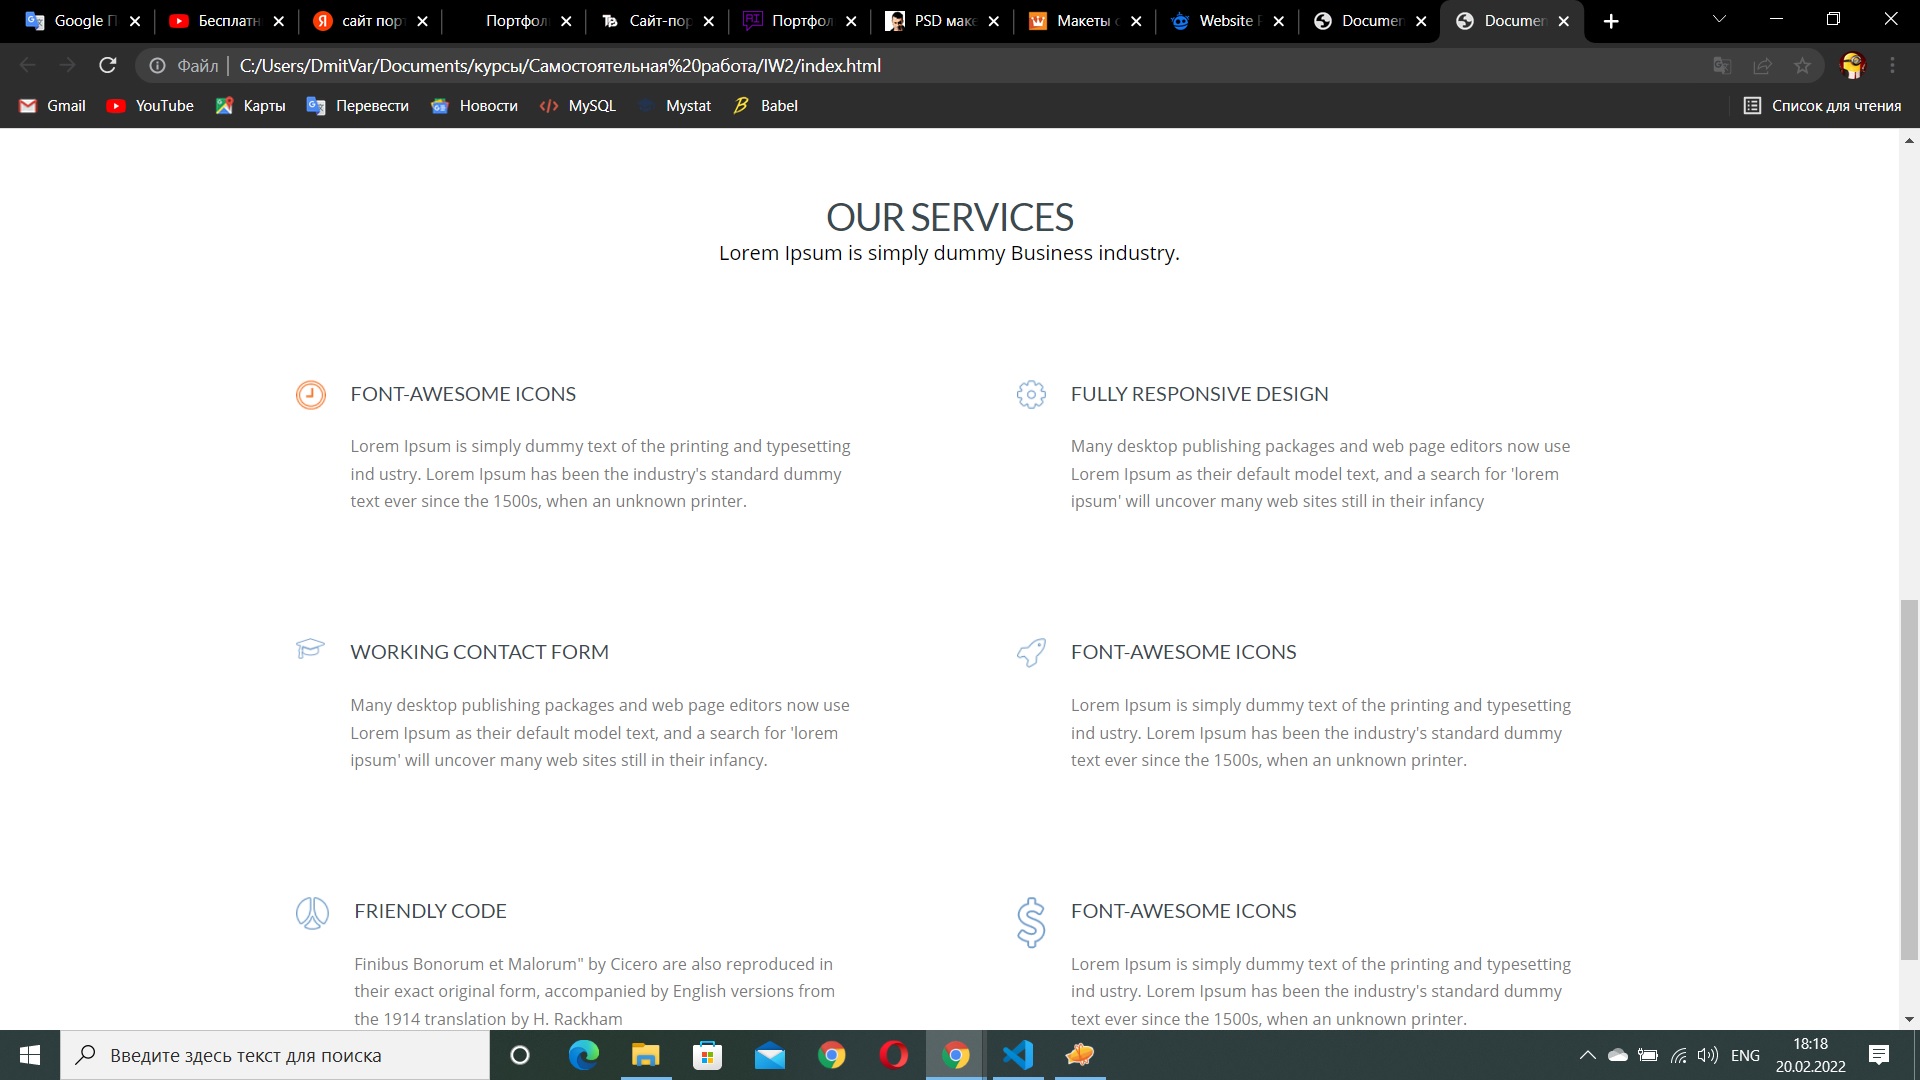 Google П
Бесплатн
сайт порт
Портфол
Сайт-пор
Портфол
PSD маке
Макеты с
Website P
Documen
Documen
Файл | C:/Users/DmitVar/Documents/курсы/Самостоятельная%20работа/IW2/index.html
Gmail YouTube Карты Перевести Новости MySQL Mystat Babel Список для чтения
OUR SERVICES
Lorem Ipsum is simply dummy Business industry.
FONT-AWESOME ICONS
Lorem Ipsum is simply dummy text of the printing and typesetting
ind ustry. Lorem Ipsum has been the industry's standard dummy
text ever since the 1500s, when an unknown printer.
FULLY RESPONSIVE DESIGN
Many desktop publishing packages and web page editors now use
Lorem Ipsum as their default model text, and a search for 'lorem
ipsum' will uncover many web sites still in their infancy
WORKING CONTACT FORM
Many desktop publishing packages and web page editors now use
Lorem Ipsum as their default model text, and a search for 'lorem
ipsum' will uncover many web sites still in their infancy.
FONT-AWESOME ICONS
Lorem Ipsum is simply dummy text of the printing and typesetting
ind ustry. Lorem Ipsum has been the industry's standard dummy
text ever since the 1500s, when an unknown printer.
FRIENDLY CODE
Finibus Bonorum et Malorum" by Cicero are also reproduced in
their exact original form, accompanied by English versions from
the 1914 translation by H. Rackham
FONT-AWESOME ICONS
Lorem Ipsum is simply dummy text of the printing and typesetting
ind ustry. Lorem Ipsum has been the industry's standard dummy
text ever since the 1500s, when an unknown printer.
Введите здесь текст для поиска
ENG
18:18
20.02.2022